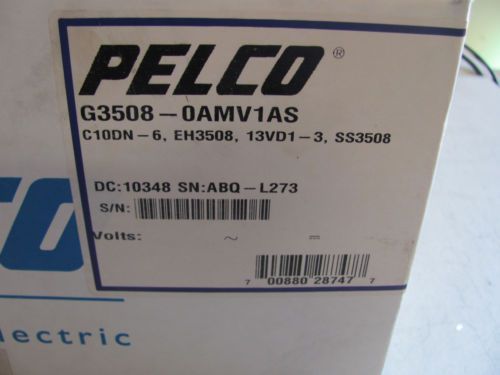 PELCO®
G3508-0AMV1AS
C10DN-6, EH3508, 13VD1-3, SS3508
DC:10348 SN:ABQ-L273
S/N:
Volts: ~ ⎓
7 00880 28747 7
CO
lectric